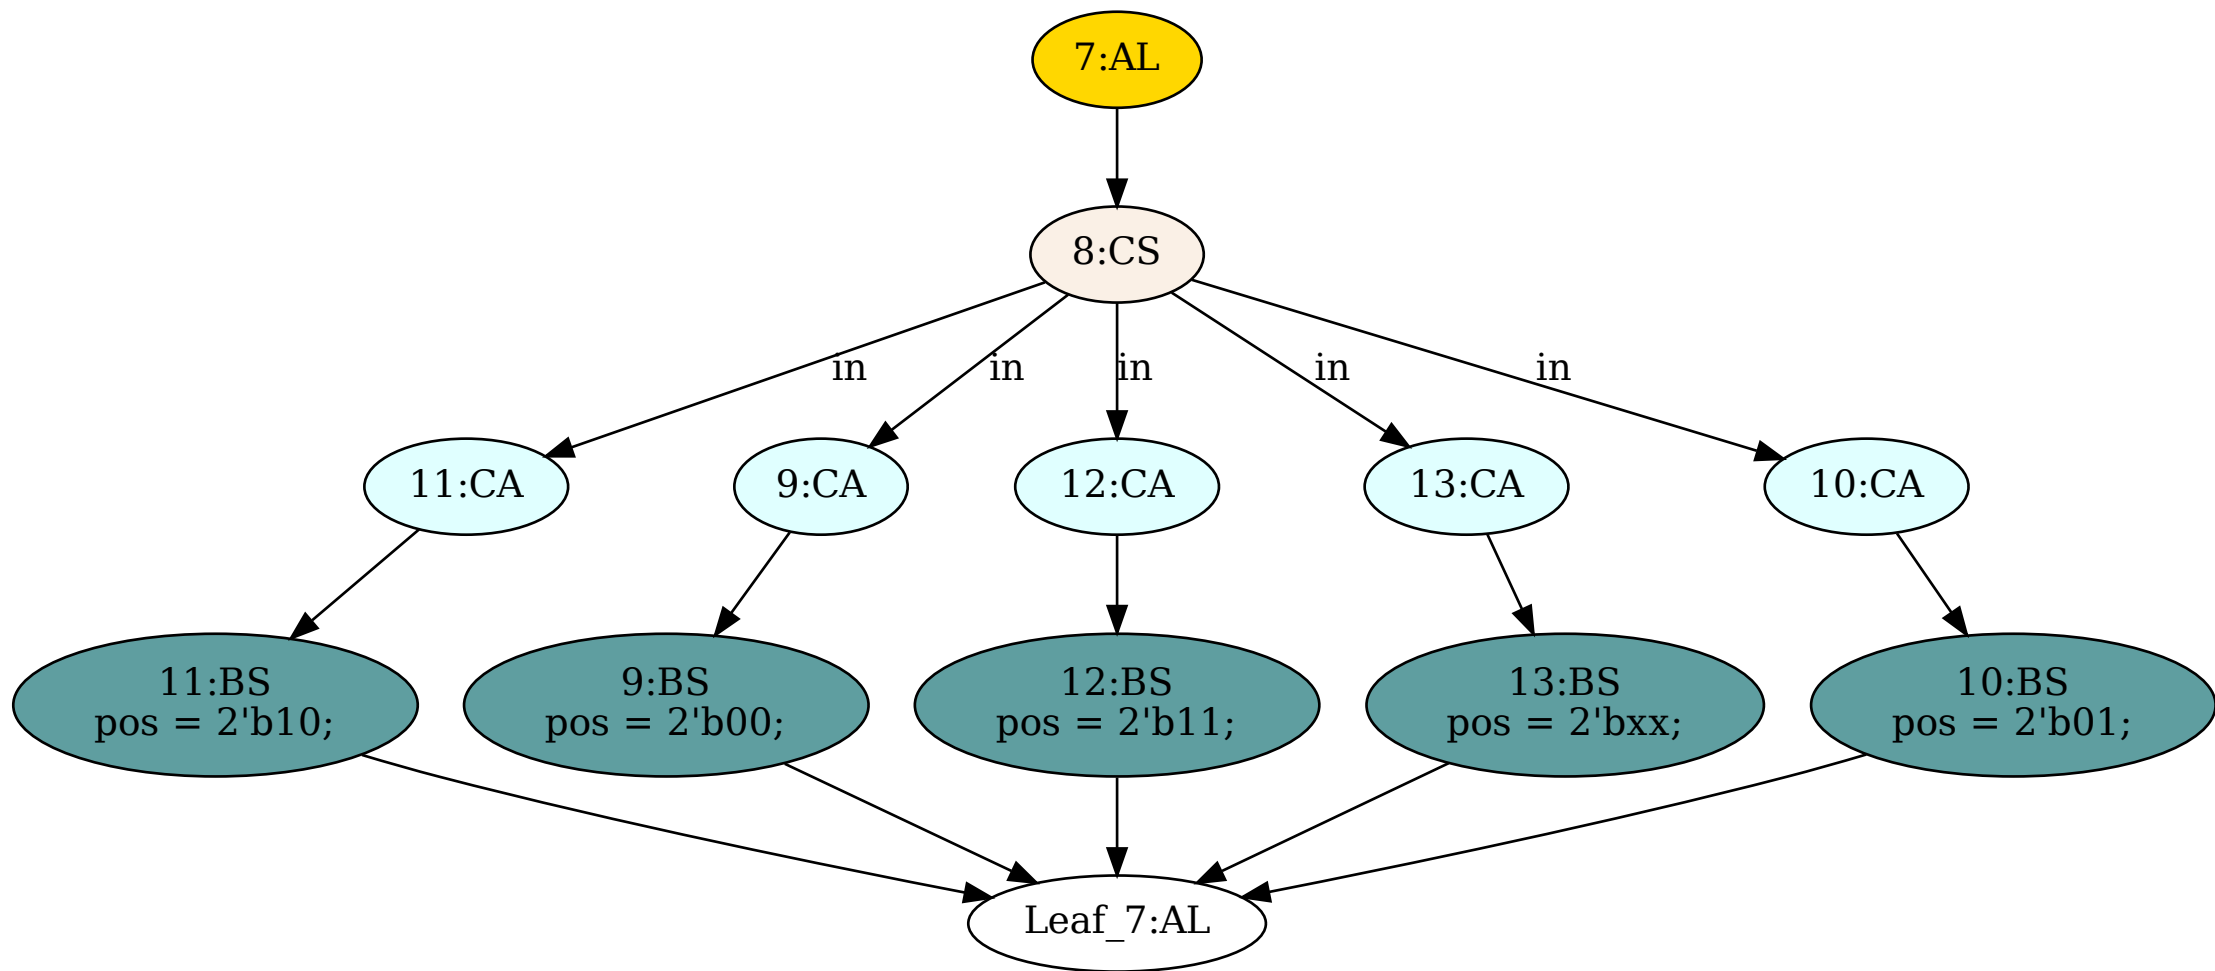 7:AL
8:CS
in
in
in
in
in
11:CA
9:CA
12:CA
13:CA
10:CA
11:BS
pos = 2'b10;
9:BS
pos = 2'b00;
12:BS
pos = 2'b11;
13:BS
pos = 2'bxx;
10:BS
pos = 2'b01;
Leaf_7:AL